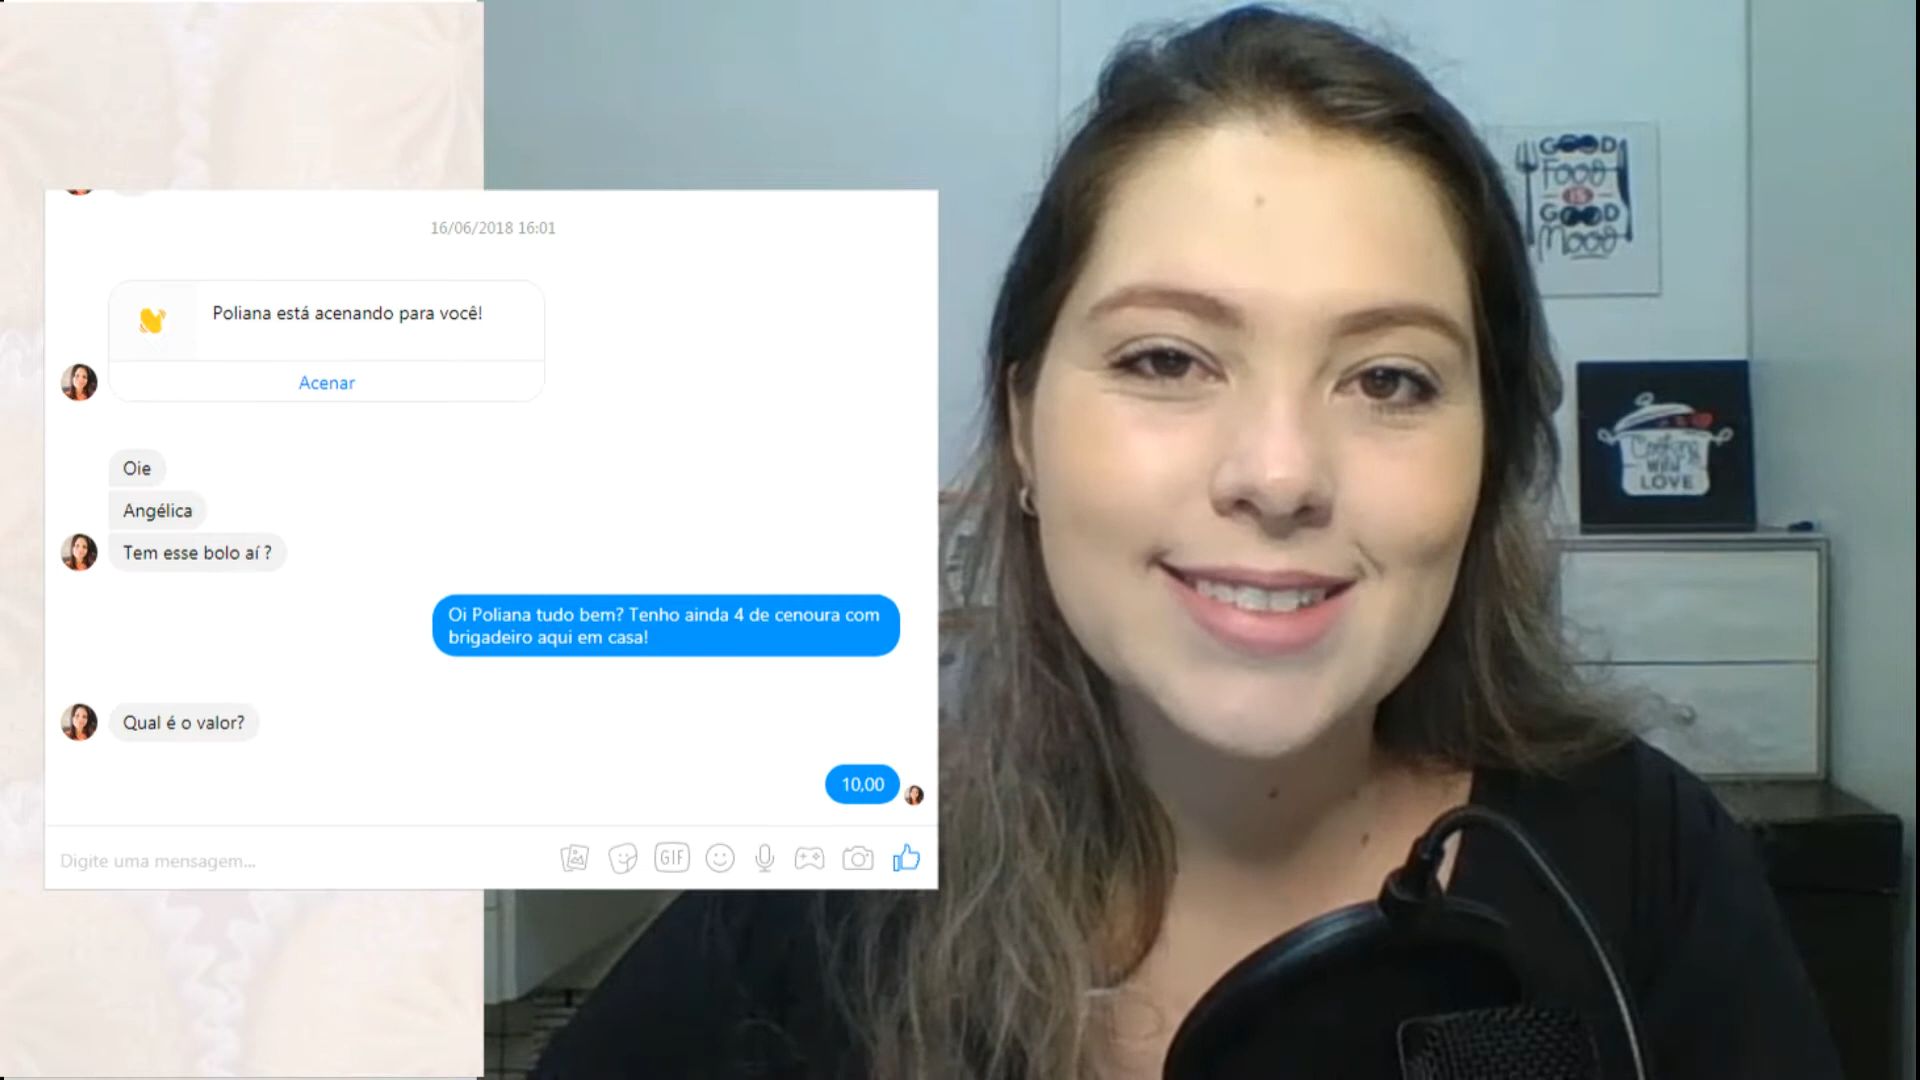 16/06/2018 16:01
Poliana está acenando para você!
Acenar
Oie
Angélica
Tem esse bolo aí ?
Oi Poliana tudo bem? Tenho ainda 4 de cenoura com
brigadeiro aqui em casa!
Qual é o valor?
10,00
Digite uma mensagem...
GIF
GOOD
Food
IS
GOOD
Mood
Cooking
With
LOVE